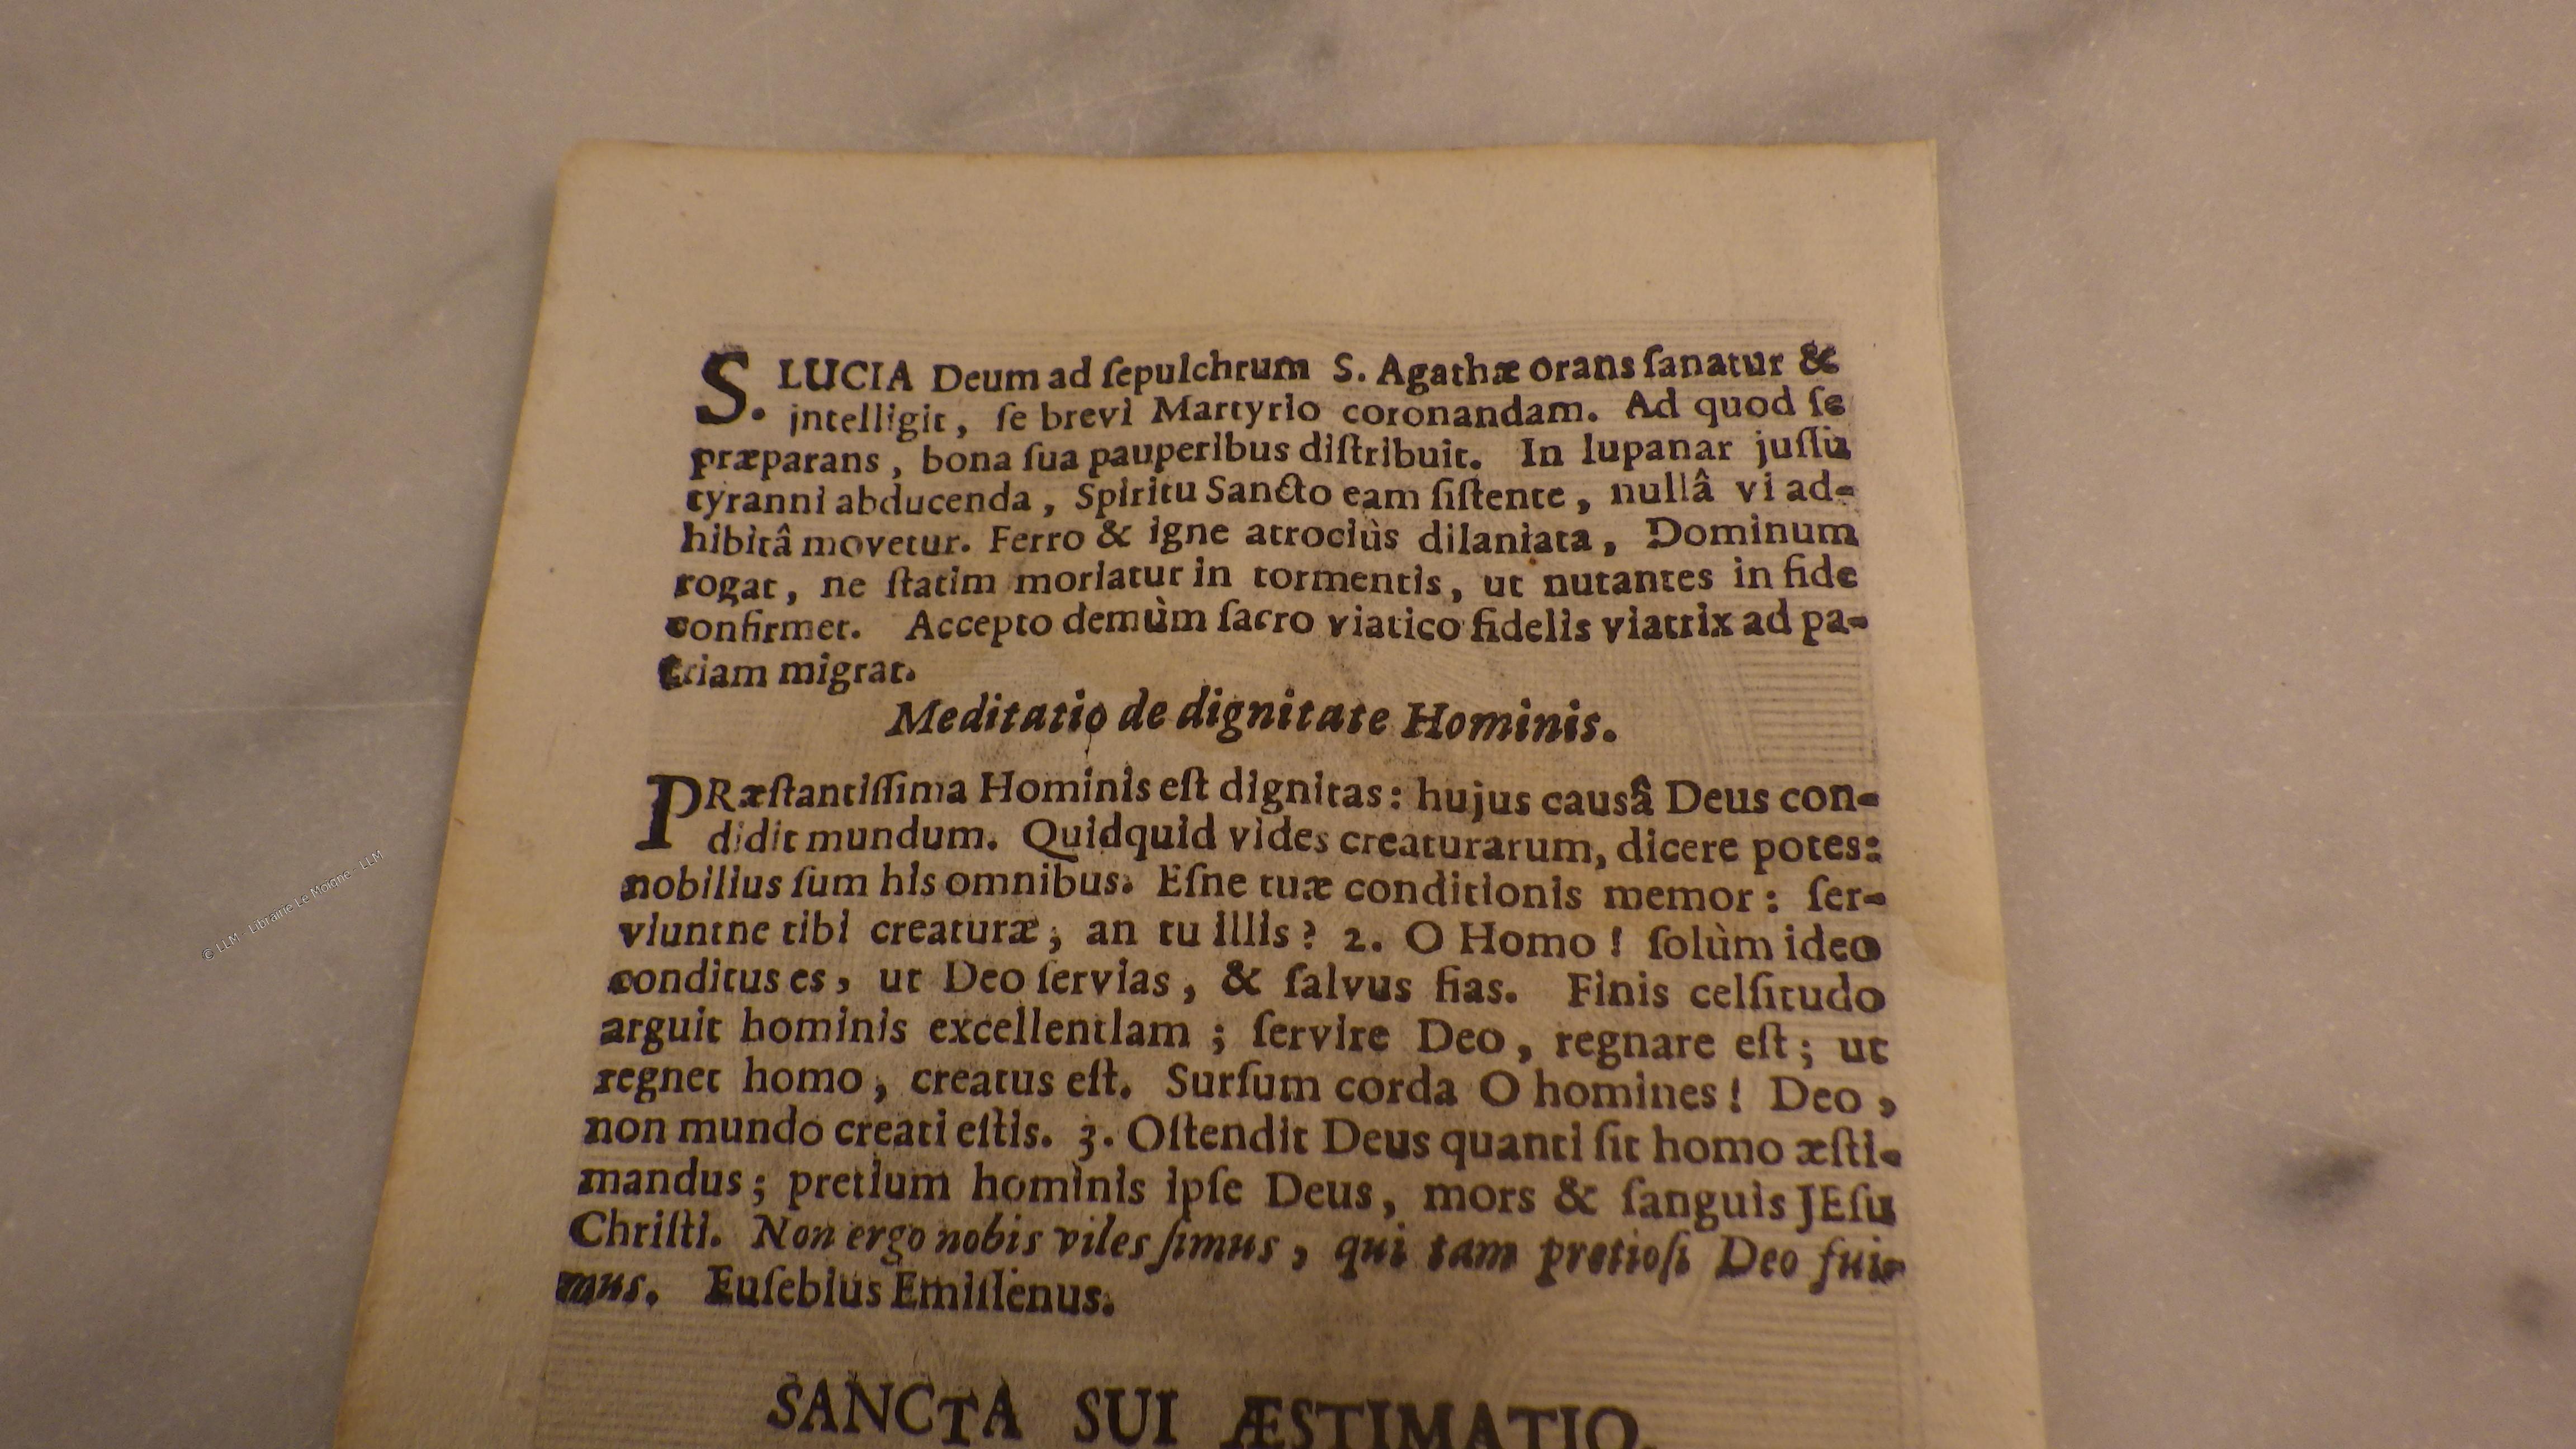 S. LUCIA Deum ad ſepulchrum S. Agathæ orans ſanatur &
jntelligit, ſe brevi Martyrio coronandam. Ad quod ſe
præparans, bona ſua pauperibus diſtribuit. In lupanar juſſu
tyranni abducenda, Spiritu Sancto eam ſiſtente, nullâ vi ad-
hibitâ movetur. Ferro & igne atrociùs dilaniata, Dominum
rogat, ne ſtatim moriatur in tormentis, ut nutantes in fide
confirmet. Accepto demùm ſacro viatico fidelis viatrix ad pa-
triam migrat.
Meditatio de dignitate Hominis.
PRæſtantiſſima Hominis eſt dignitas: hujus causâ Deus con-
didit mundum. Quidquid vides creaturarum, dicere potes:
nobilius ſum his omnibus. Eſne tuæ conditionis memor: ſer-
viuntne tibi creaturæ, an tu illis? 2. O Homo! ſolùm ideo
conditus es, ut Deo ſervias, & ſalvus fias. Finis celſitudo
arguit hominis excellentiam; ſervire Deo, regnare eſt; ut
regnet homo, creatus eſt. Surſum corda O homines! Deo,
non mundo creati eſtis. 3. Oſtendit Deus quanti ſit homo æſti-
mandus; pretium hominis ipſe Deus, mors & ſanguis JEſu
Chriſti. Non ergo nobis viles ſimus, qui tam pretioſi Deo fui-
mus. Euſebius Emiſſenus.
SANCTA SUI ÆSTIMATIO.
© LLM - Librairie Le Moigne - LLM